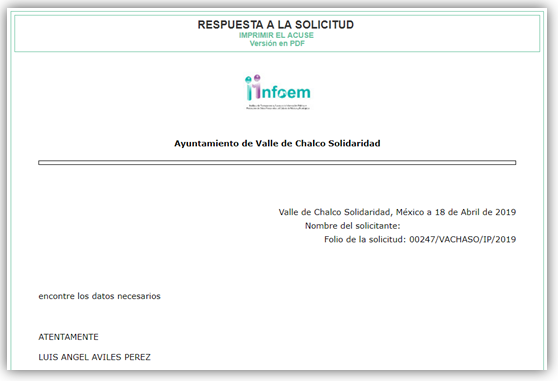 RESPUESTA A LA SOLICITUD
IMPRIMIR EL ACUSE
Versión en PDF
infoem
Ayuntamiento de Valle de Chalco Solidaridad
Valle de Chalco Solidaridad, México a 18 de Abril de 2019
Nombre del solicitante:
Folio de la solicitud: 00247/VACHASO/IP/2019
encontre los datos necesarios
ATENTAMENTE
LUIS ANGEL AVILES PEREZ